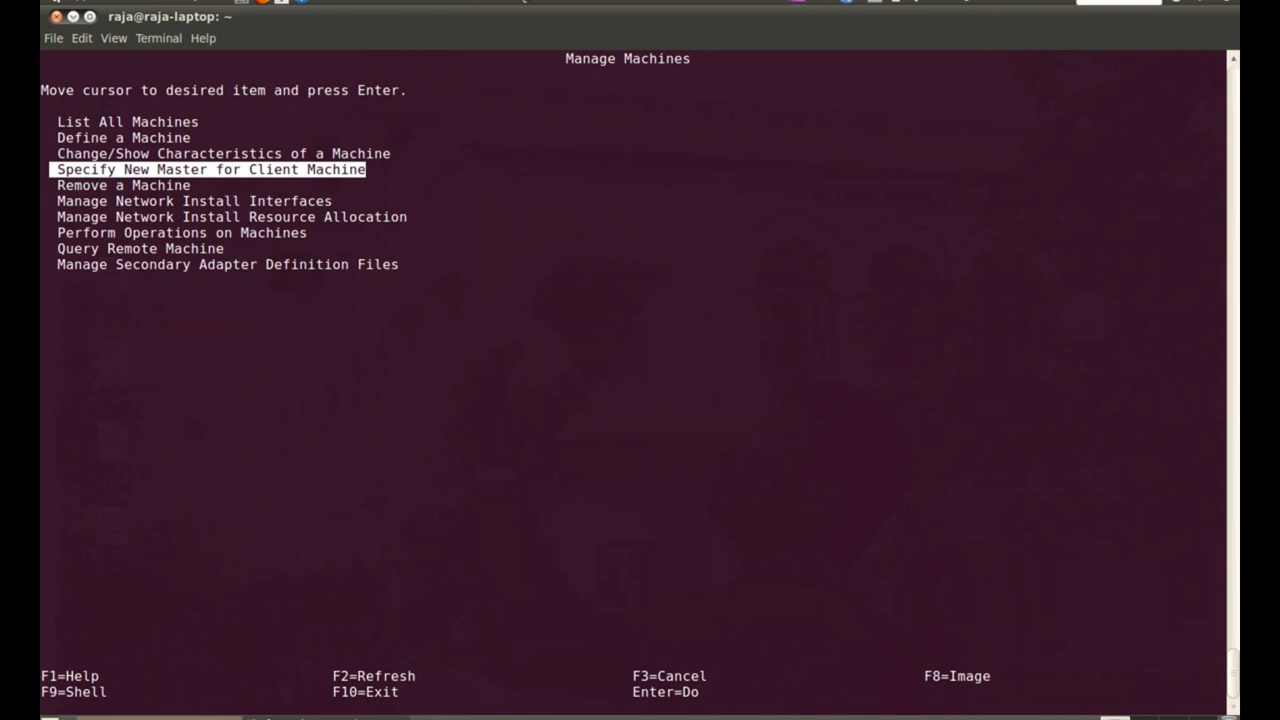 raja@raja-laptop: ~
File Edit View Terminal Help
Manage Machines
Move cursor to desired item and press Enter.
List All Machines
Define a Machine
Change/Show Characteristics of a Machine
Specify New Master for Client Machine
Remove a Machine
Manage Network Install Interfaces
Manage Network Install Resource Allocation
Perform Operations on Machines
Query Remote Machine
Manage Secondary Adapter Definition Files
F1=Help F2=Refresh F3=Cancel F8=Image
F9=Shell F10=Exit Enter=Do